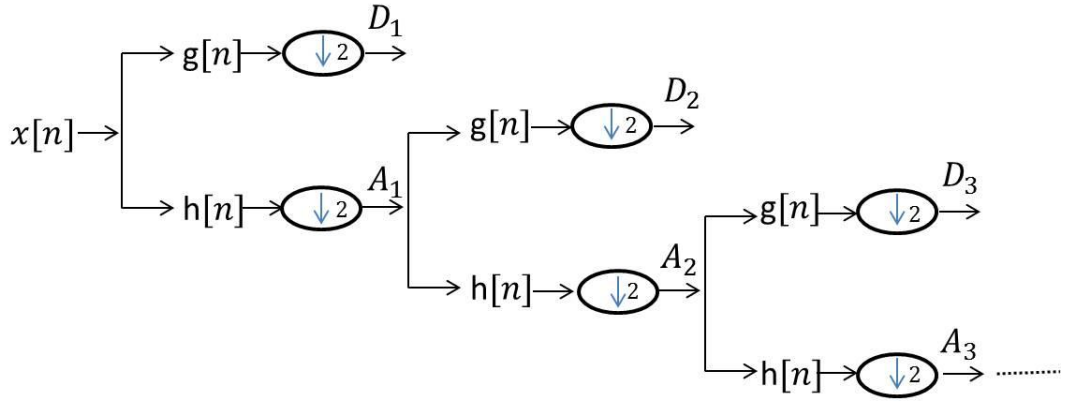 D₁
g[n] ↓2
D₂
x[n]
g[n] ↓2
A₁
h[n] ↓2
D₃
g[n] ↓2
A₂
h[n] ↓2
A₃
h[n] ↓2 ..........